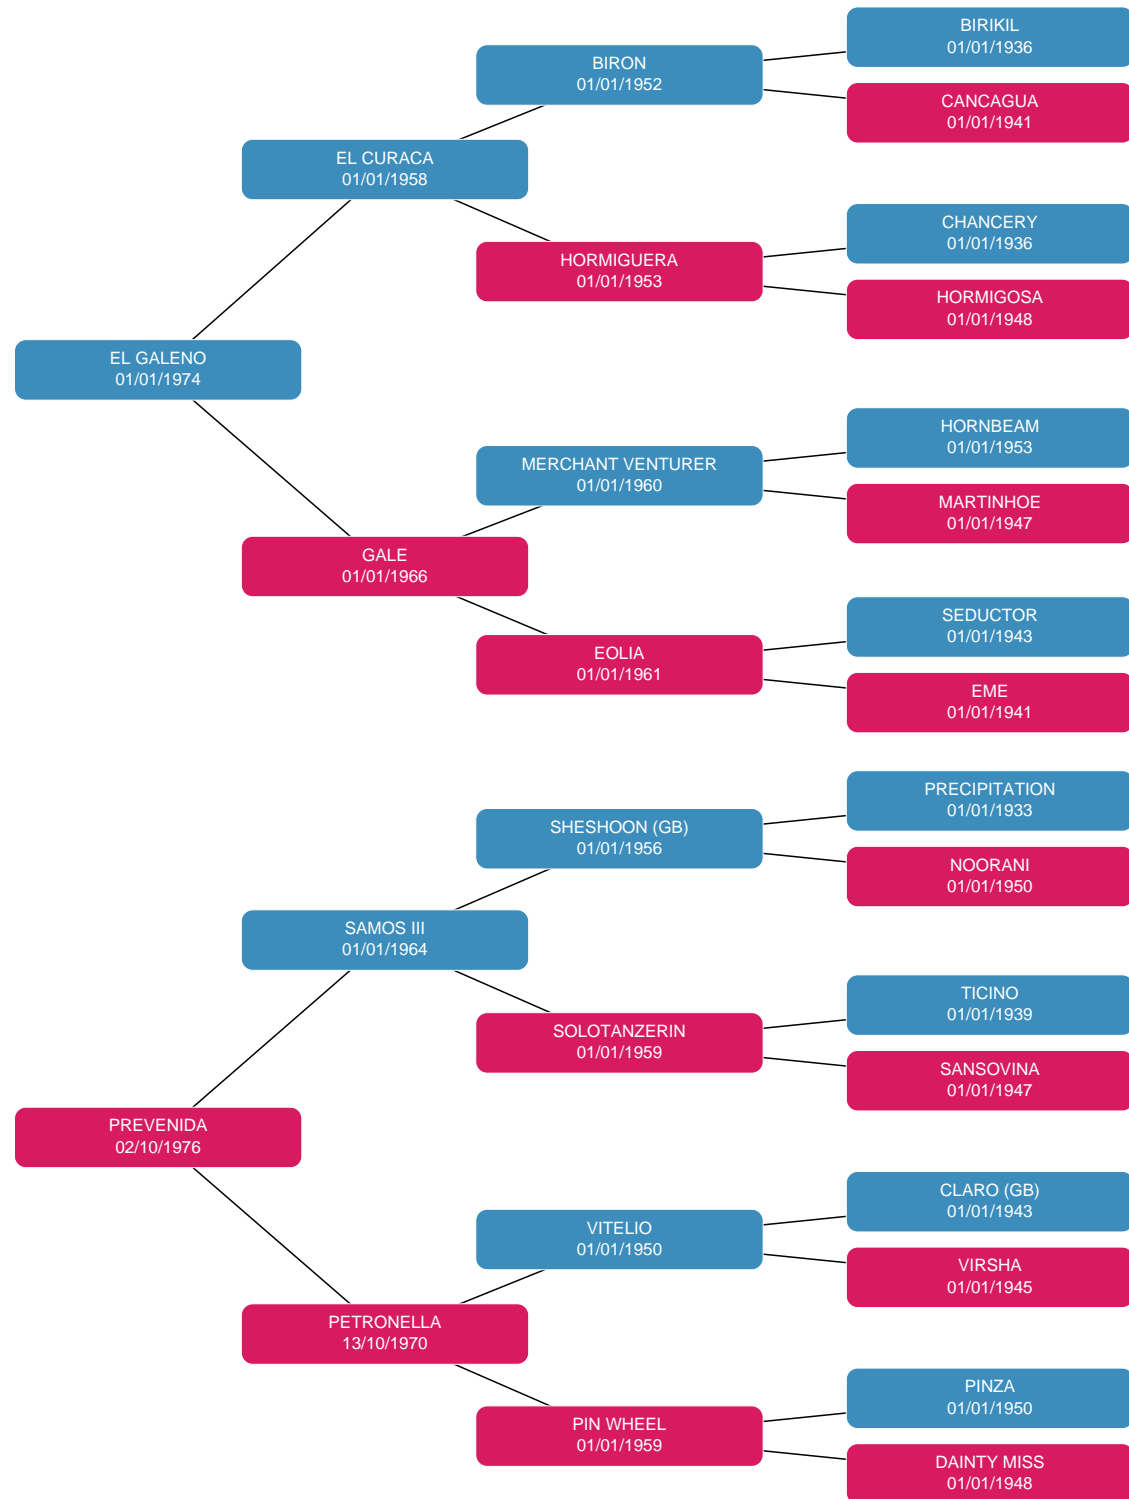 BIRIKIL
01/01/1936
BIRON
01/01/1952
CANCAGUA
01/01/1941
EL CURACA
01/01/1958
CHANCERY
01/01/1936
HORMIGUERA
01/01/1953
HORMIGOSA
01/01/1948
EL GALENO
01/01/1974
HORNBEAM
01/01/1953
MERCHANT VENTURER
01/01/1960
MARTINHOE
01/01/1947
GALE
01/01/1966
SEDUCTOR
01/01/1943
EOLIA
01/01/1961
EME
01/01/1941
PRECIPITATION
01/01/1933
SHESHOON (GB)
01/01/1956
NOORANI
01/01/1950
SAMOS III
01/01/1964
TICINO
01/01/1939
SOLOTANZERIN
01/01/1959
SANSOVINA
01/01/1947
PREVENIDA
02/10/1976
CLARO (GB)
01/01/1943
VITELIO
01/01/1950
VIRSHA
01/01/1945
PETRONELLA
13/10/1970
PINZA
01/01/1950
PIN WHEEL
01/01/1959
DAINTY MISS
01/01/1948